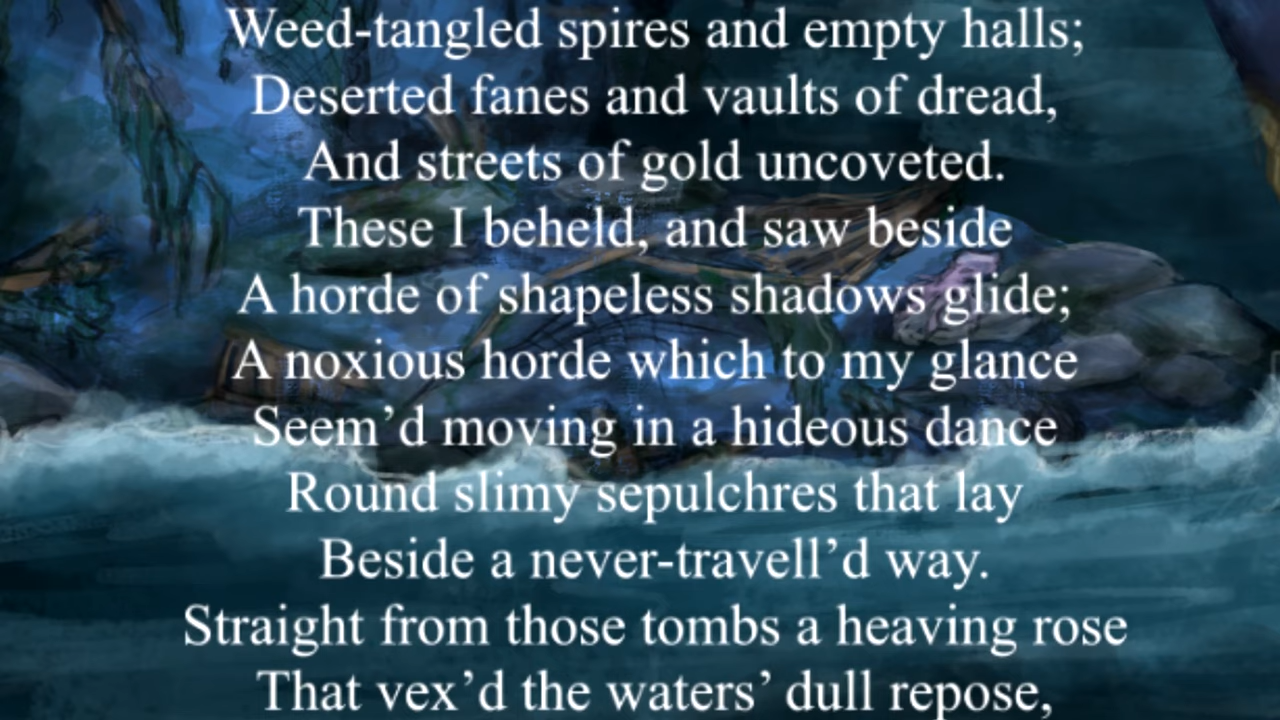 Weed-tangled spires and empty halls;
Deserted fanes and vaults of dread,
And streets of gold uncoveted.
These I beheld, and saw beside
A horde of shapeless shadows glide;
A noxious horde which to my glance
Seem’d moving in a hideous dance
Round slimy sepulchres that lay
Beside a never-travell’d way.
Straight from those tombs a heaving rose
That vex’d the waters’ dull repose,